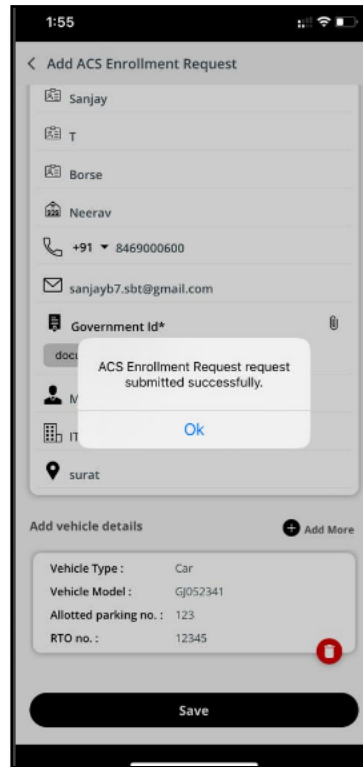 1:55
Add ACS Enrollment Request
Sanjay
T
Borse
Neerav
+91 8469000600
sanjayb7.sbt@gmail.com
Government Id*
docu
ACS Enrollment Request request
submitted successfully.
Ok
M
IT
surat
Add vehicle details
Add More
Vehicle Type : Car
Vehicle Model : GJ052341
Allotted parking no. : 123
RTO no. : 12345
Save